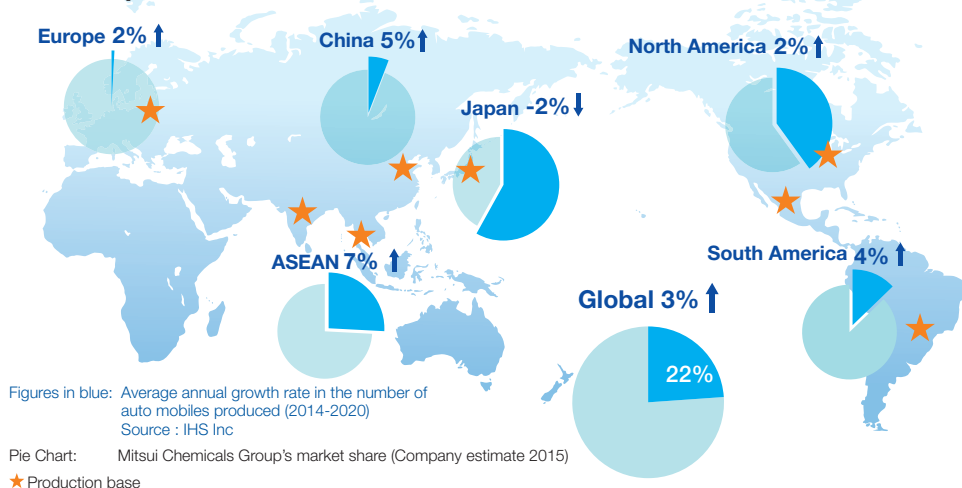 Europe 2%
China 5%
North America 2%
Japan -2%
ASEAN 7%
South America 4%
Global 3%
22%
Figures in blue: Average annual growth rate in the number of
auto mobiles produced (2014-2020)
Source : IHS Inc
Pie Chart: Mitsui Chemicals Group's market share (Company estimate 2015)
Production base